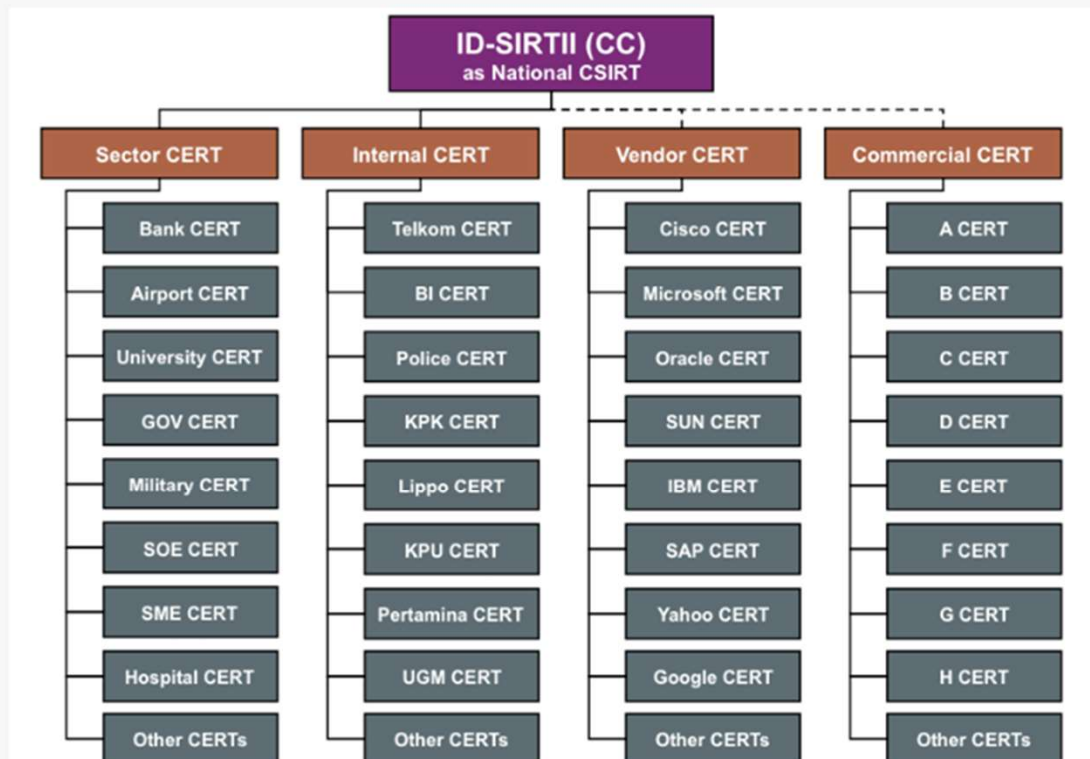 ID-SIRTII (CC)
as National CSIRT
Sector CERT
Internal CERT
Vendor CERT
Commercial CERT
Bank CERT
Airport CERT
University CERT
GOV CERT
Military CERT
SOE CERT
SME CERT
Hospital CERT
Other CERTs
Telkom CERT
BI CERT
Police CERT
KPK CERT
Lippo CERT
KPU CERT
Pertamina CERT
UGM CERT
Other CERTs
Cisco CERT
Microsoft CERT
Oracle CERT
SUN CERT
IBM CERT
SAP CERT
Yahoo CERT
Google CERT
Other CERTs
A CERT
B CERT
C CERT
D CERT
E CERT
F CERT
G CERT
H CERT
Other CERTs